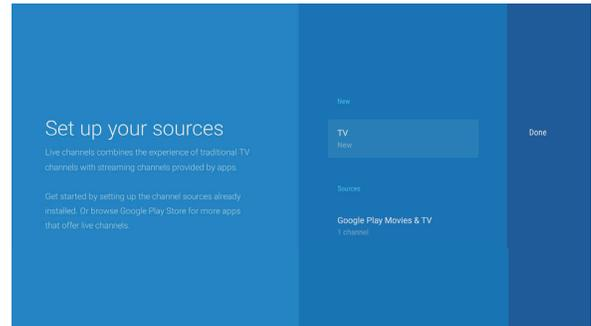 Set up your sources
Live channels combines the experience of traditional TV
channels with streaming channels provided by apps.
Get started by setting up the channel sources already
installed. Or browse Google Play Store for more apps
that offer live channels.
New
TV
New
Sources
Google Play Movies & TV
1 channel
Done